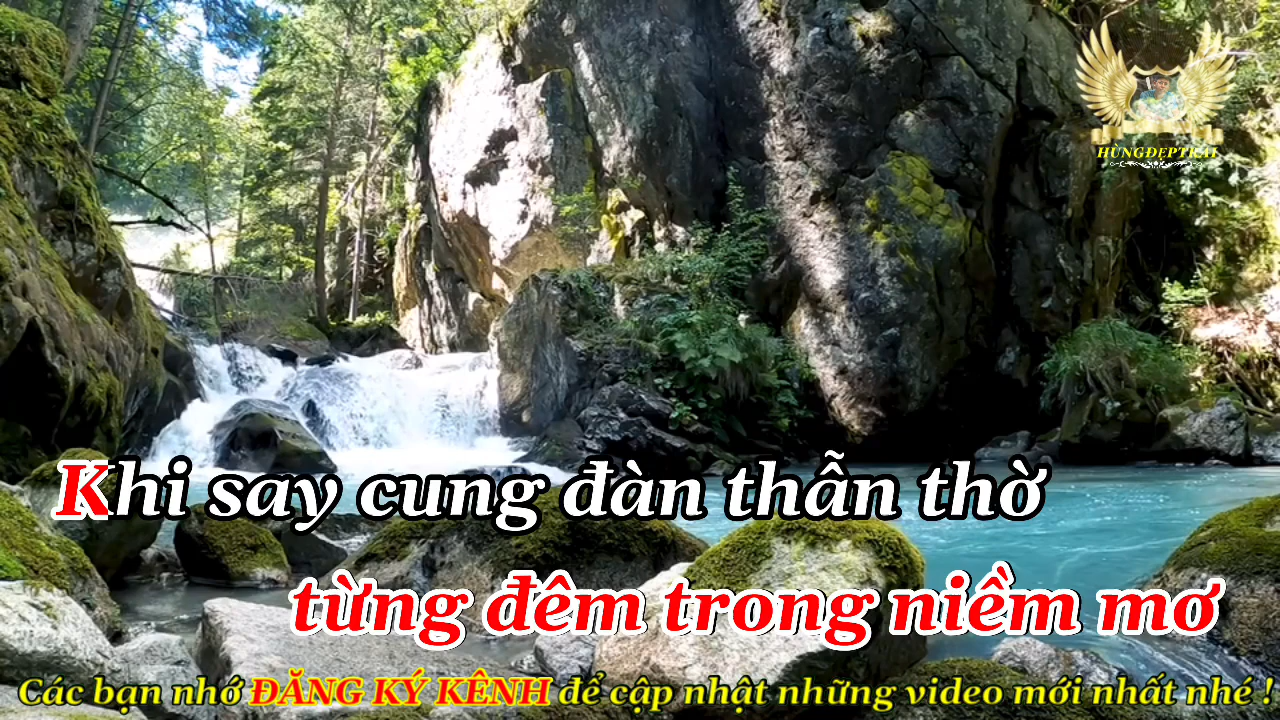 HÙNGĐẸPTRAI
Khi say cung đàn thẫn thờ
từng đêm trong niềm mơ
Các bạn nhớ ĐĂNG KÝ KÊNH để cập nhật những video mới nhất nhé !